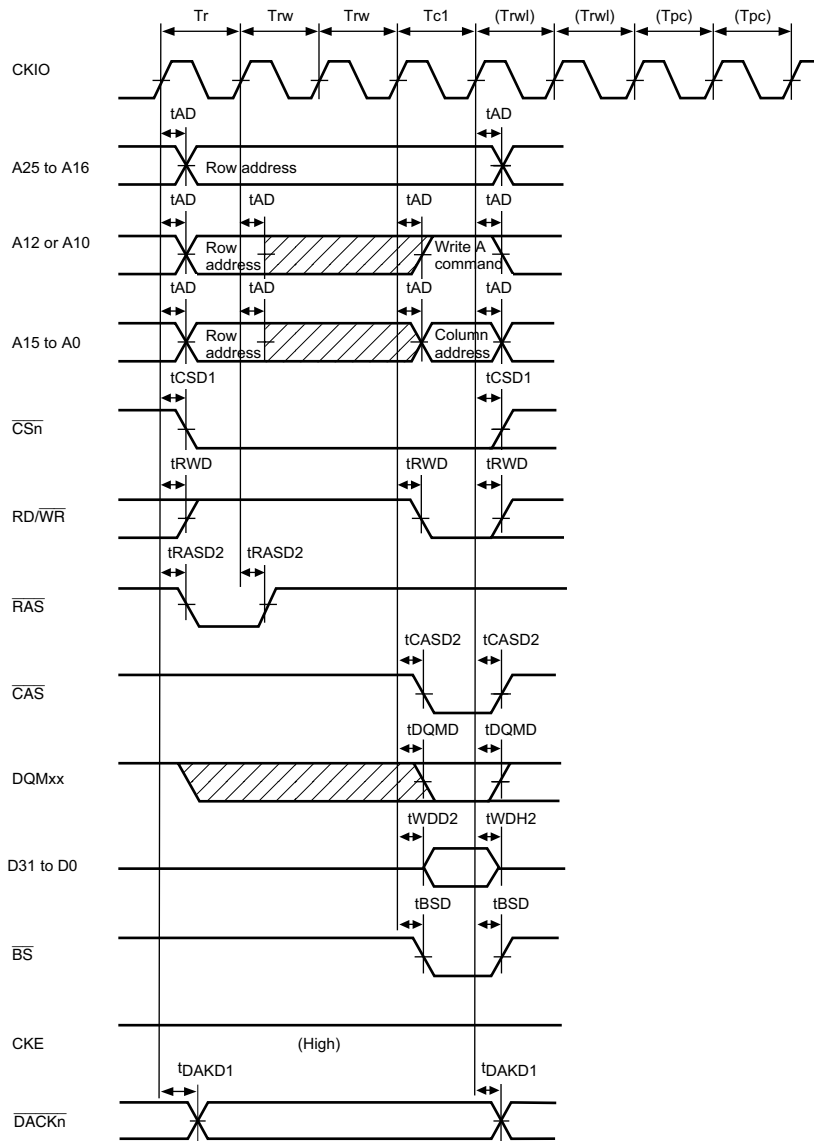 Tr Trw Trw Tc1 (Trwl) (Trwl) (Tpc) (Tpc)
CKIO
tAD tAD
A25 to A16 Row address
tAD tAD tAD tAD
A12 or A10 Row address Write A command
tAD tAD tAD tAD
A15 to A0 Row address Column address
tCSD1 tCSD1
CSn
tRWD tRWD tRWD
RD/WR
tRASD2 tRASD2
RAS
tCASD2 tCASD2
CAS
tDQMD tDQMD
DQMxx
tWDD2 tWDH2
D31 to D0
tBSD tBSD
BS
CKE (High)
tDAKD1 tDAKD1
DACKn